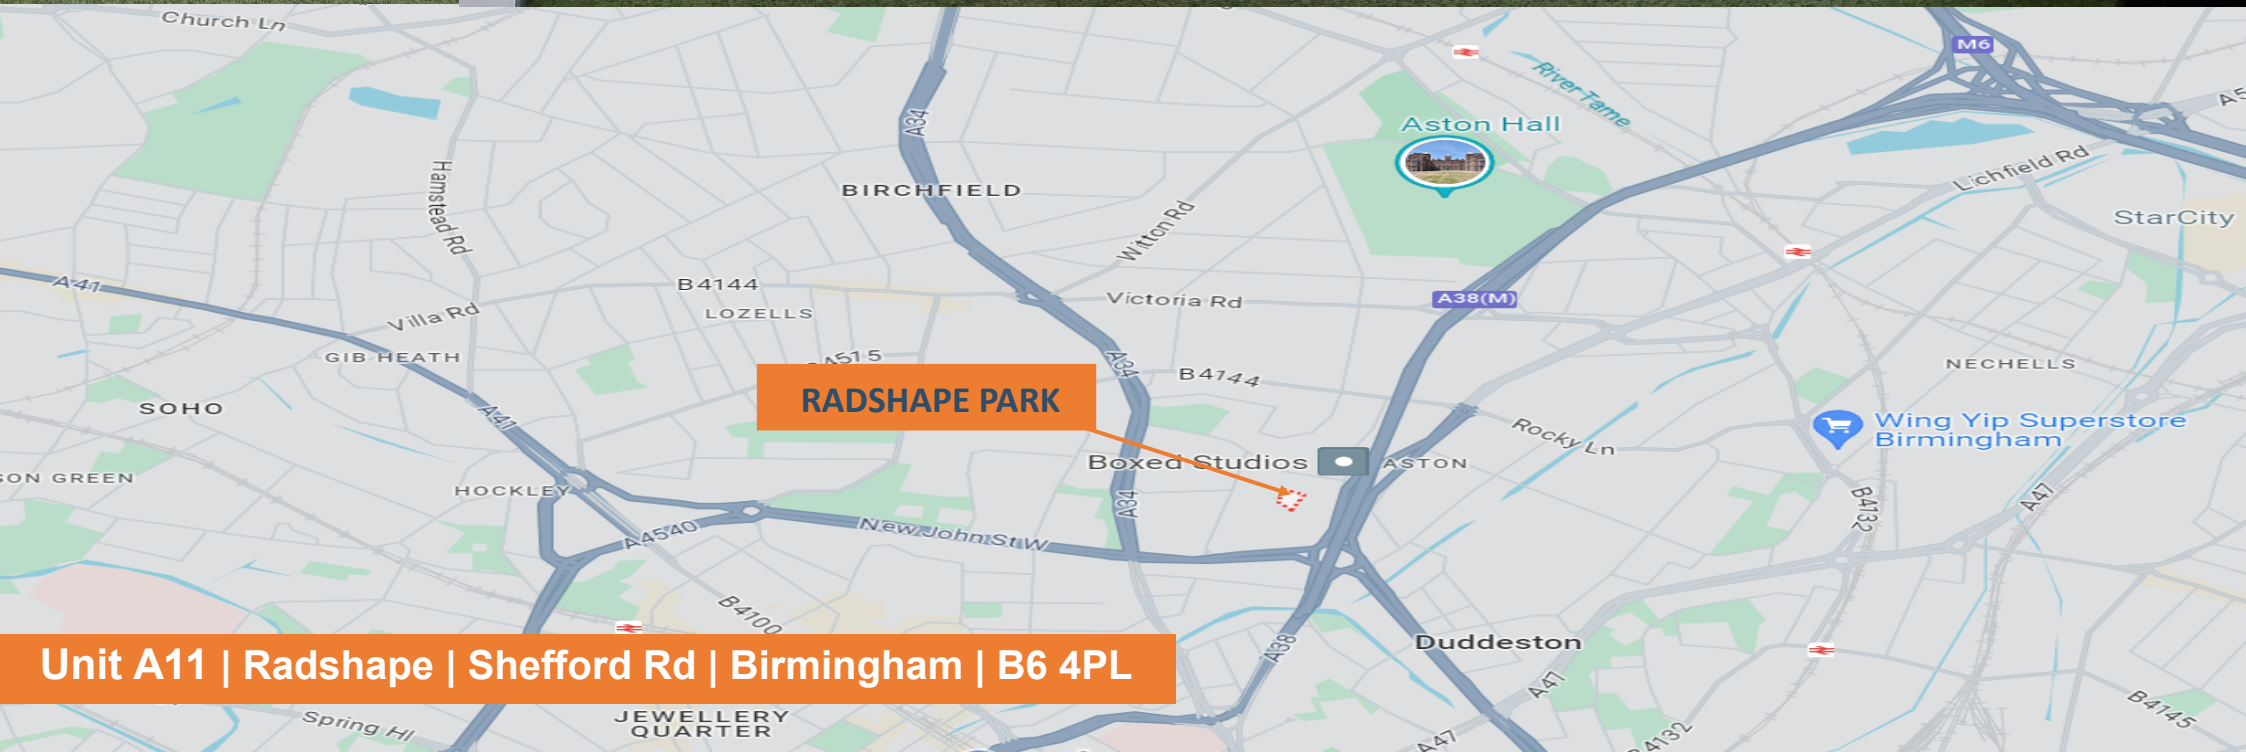 Church Ln
M6
A34
River Tame
Aston Hall
Hamstead Rd
Lichfield Rd
BIRCHFIELD
Witton Rd
StarCity
A41
B4144
Victoria Rd
A38(M)
Villa Rd
LOZELLS
GIB HEATH
A34
B4144
NECHELLS
RADSHAPE PARK
SOHO
A41
Rocky Ln
Wing Yip Superstore
Birmingham
Boxed Studios
ASTON
SON GREEN
HOCKLEY
A34
B4132
A47
A4540
New John St W
B4100
A38
Duddeston
Unit A11 | Radshape | Shefford Rd | Birmingham | B6 4PL
A47
B4145
Spring Hl
JEWELLERY
QUARTER
A47